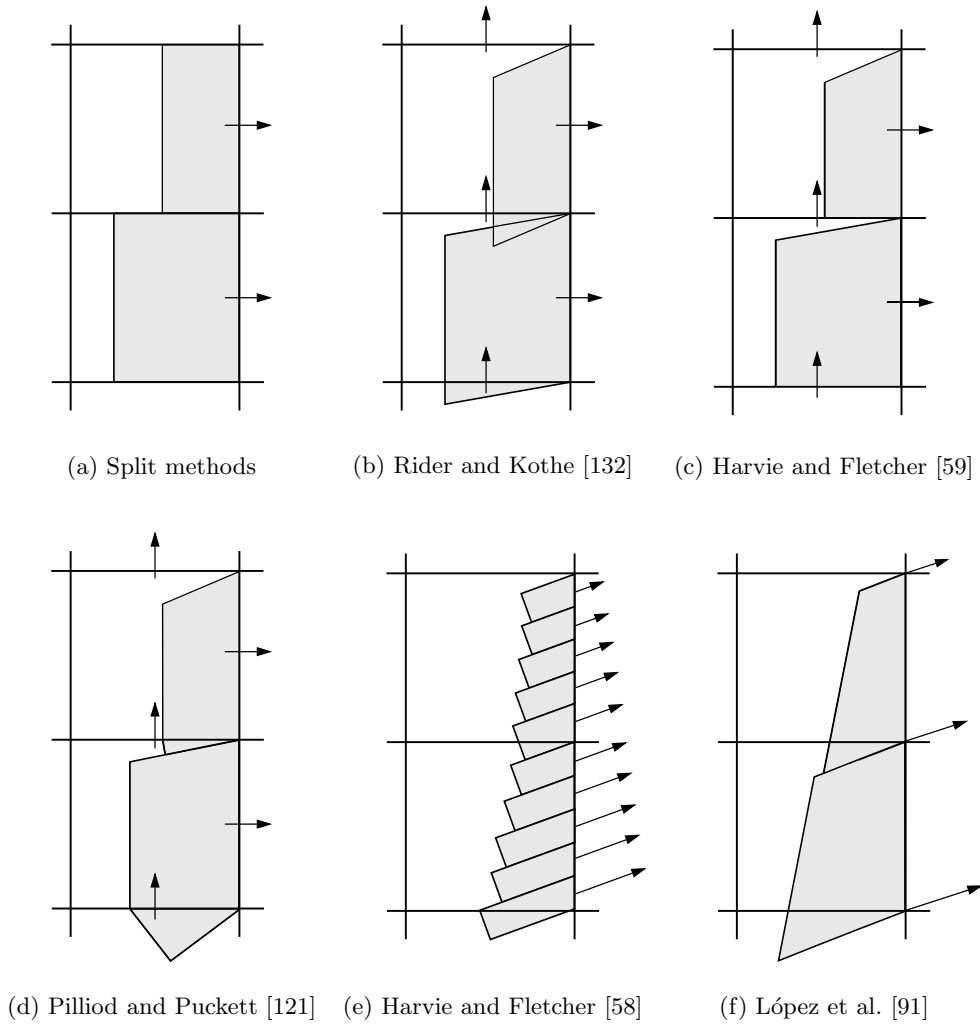 (a) Split methods
(b) Rider and Kothe [132]
(c) Harvie and Fletcher [59]
(d) Pilliod and Puckett [121]
(e) Harvie and Fletcher [58]
(f) López et al. [91]